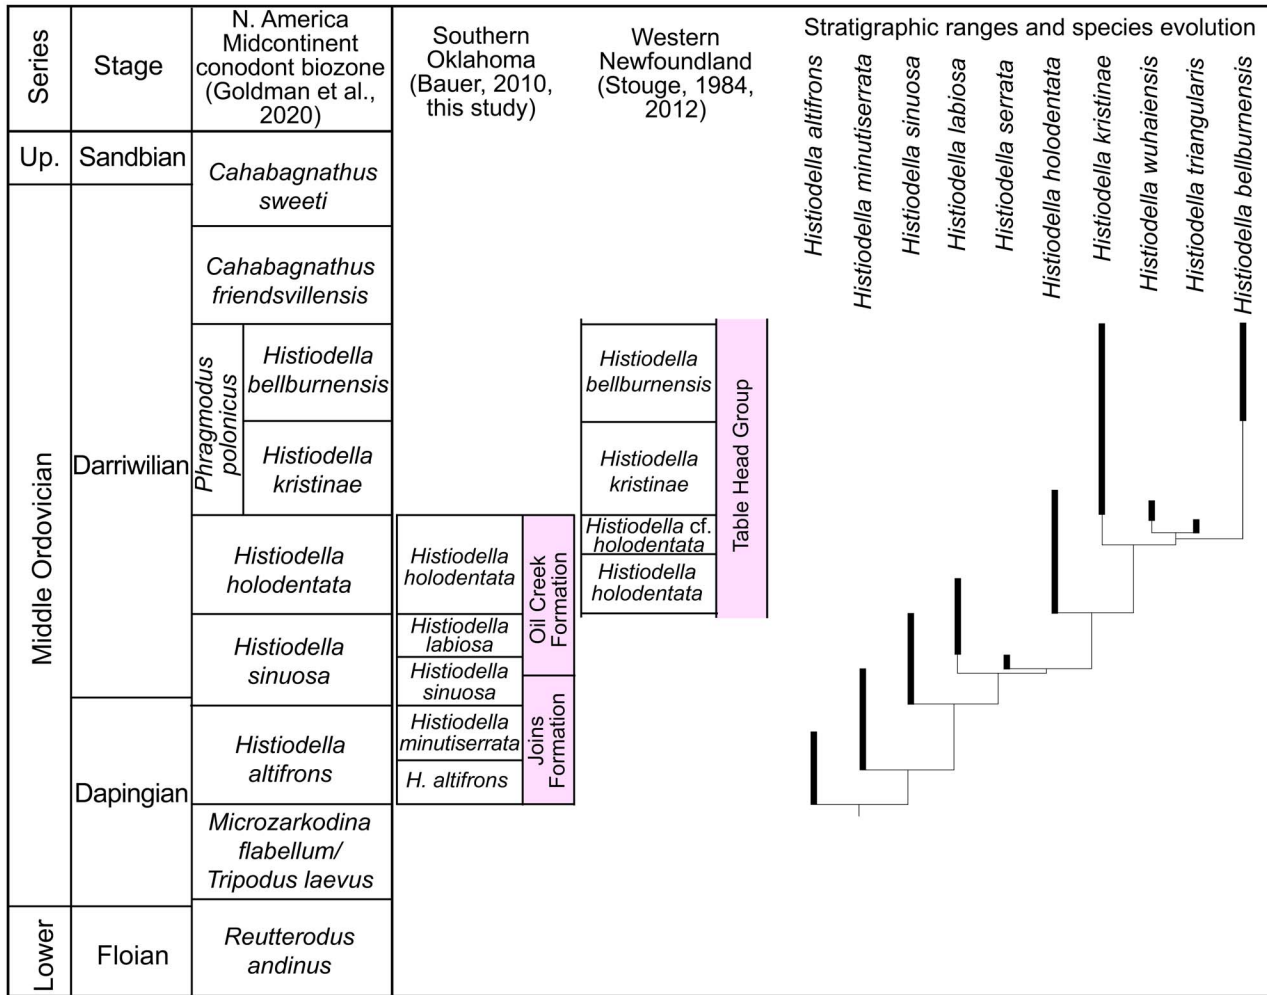 Series
Stage
N. America
Midcontinent
conodont biozone
(Goldman et al.,
2020)
Southern
Oklahoma
(Bauer, 2010,
this study)
Western
Newfoundland
(Stouge, 1984,
2012)
Stratigraphic ranges and species evolution
Histiodella altifrons
Histiodella minutiserrata
Histiodella sinuosa
Histiodella labiosa
Histiodella serrata
Histiodella holodentata
Histiodella kristinae
Histiodella wuhaiensis
Histiodella triangularis
Histiodella bellburnensis
Up.
Middle Ordovician
Lower
Sandbian
Darriwilian
Dapingian
Floian
Cahabagnathus
sweeti
Cahabagnathus
friendsvillensis
Phragmodus
polonicus
Histiodella
bellburnensis
Histiodella
kristinae
Histiodella
holodentata
Histiodella
sinuosa
Histiodella
altifrons
Microzarkodina
flabellum/
Tripodus laevus
Reutterodus
andinus
Histiodella
holodentata
Histiodella
labiosa
Histiodella
sinuosa
Histiodella
minutiserrata
H. altifrons
Oil Creek
Formation
Joins
Formation
Histiodella
bellburnensis
Histiodella
kristinae
Histiodella cf.
holodentata
Histiodella
holodentata
Table Head Group